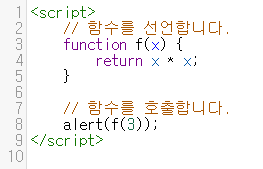 1 <script>
2     // 함수를 선언합니다.
3     function f(x) {
4         return x * x;
5     }
6
7     // 함수를 호출합니다.
8     alert(f(3));
9 </script>
10